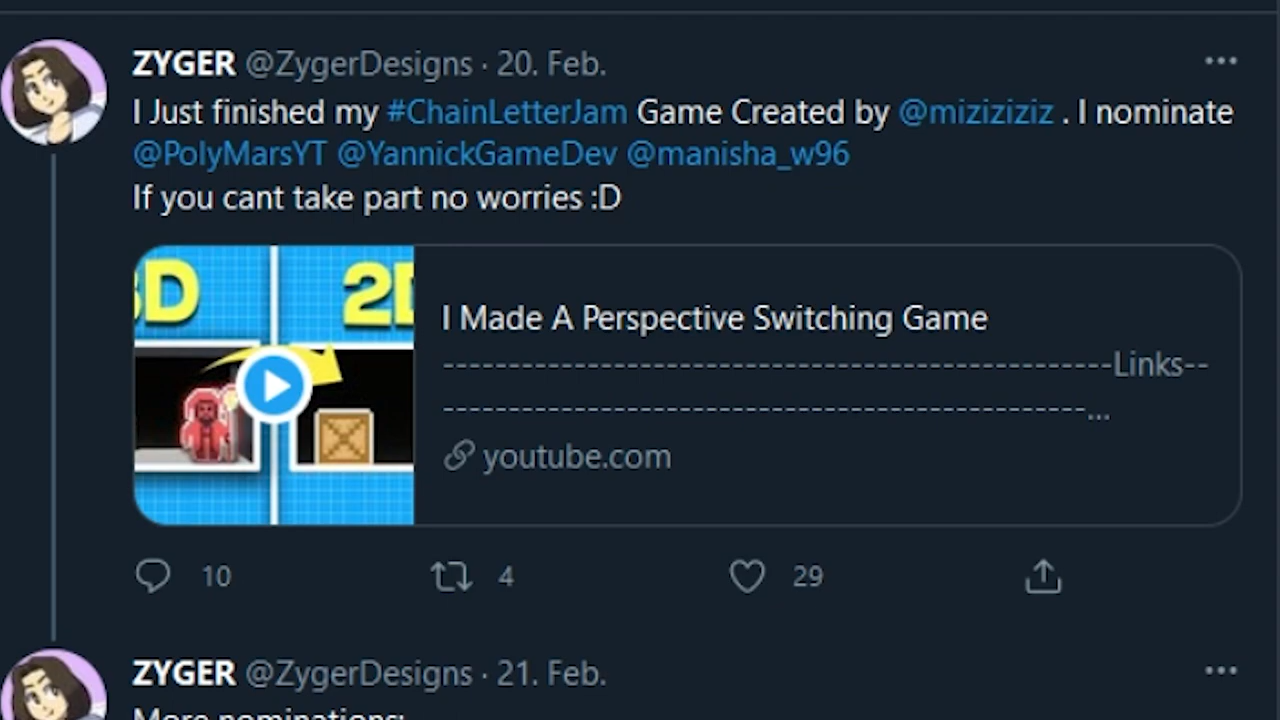 ZYGER @ZygerDesigns · 20. Feb.
I Just finished my #ChainLetterJam Game Created by @miziziziz . I nominate
@PolyMarsYT @YannickGameDev @manisha_w96
If you cant take part no worries :D
3D 2D
I Made A Perspective Switching Game
---------------------------------------------------Links--
-------------------------------------------------...
youtube.com
10 4 29
ZYGER @ZygerDesigns · 21. Feb.
More nominations: